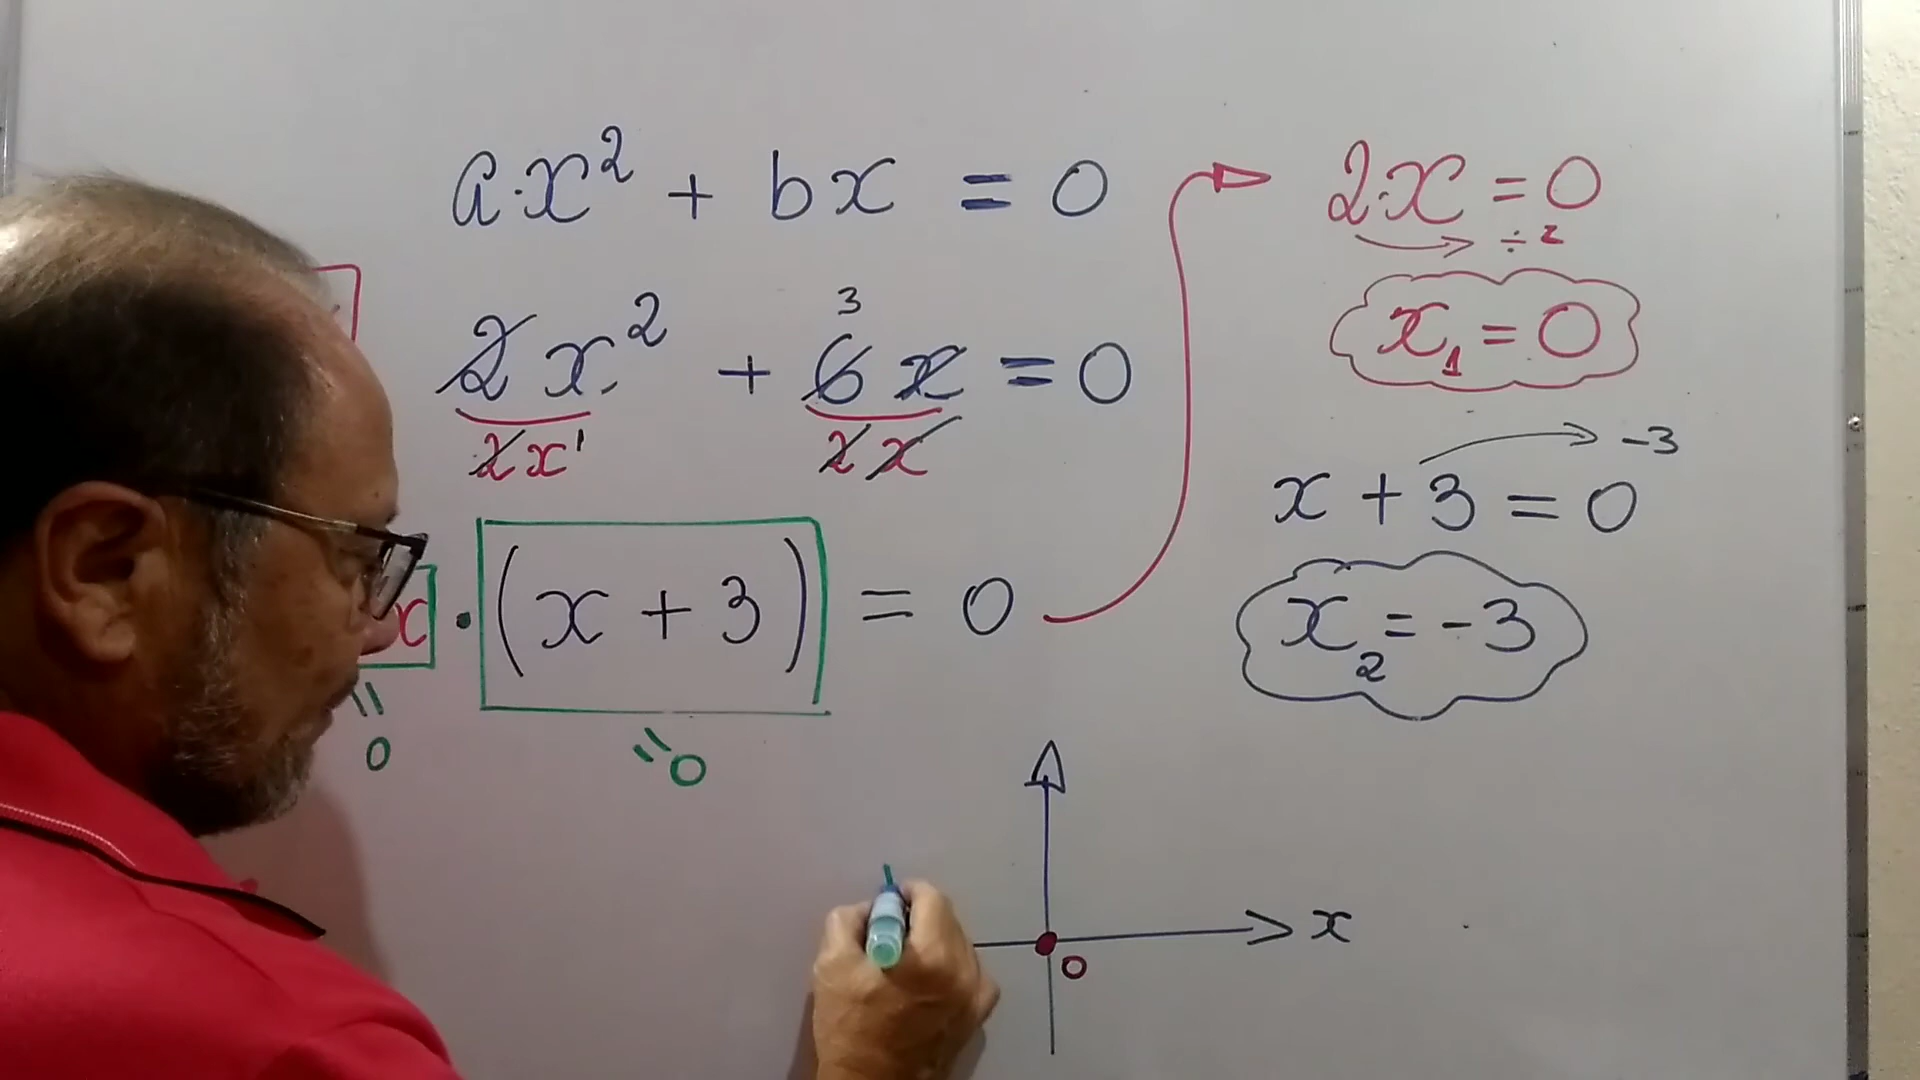 a·x² + bx = 0
3
2x² + 6x = 0
2x¹ 2x
x · (x + 3) = 0
0 0
2·x = 0
÷ 2
x₁ = 0
-3
x + 3 = 0
x₂ = -3
x
0